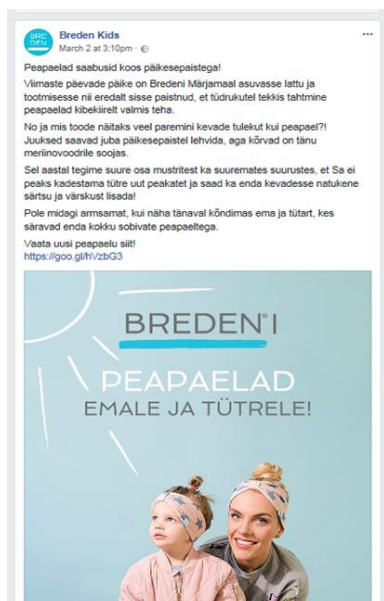 BRE
DEN
Breden Kids
March 2 at 3:10pm ·
Peapaelad saabusid koos päikesepaistega!
Viimaste päevade päike on Bredeni Märjamaal asuvasse lattu ja
tootmisesse nii eredalt sisse paistnud, et tüdrukutel tekkis tahtmine
peapaelad kibekiirelt valmis teha.
No ja mis toode näitaks veel paremini kevade tulekut kui peapael?!
Juuksed saavad juba päikesepaistel lehvida, aga kõrvad on tänu
meriinovoodrile soojas.
Sel aastal tegime suure osa mustritest ka suuremates suurustes, et Sa ei
peaks kadestama tütre uut peakatet ja saad ka enda kevadesse natukene
särtsu ja värskust lisada!
Pole midagi armsamat, kui näha tänaval kõndimas ema ja tütart, kes
säravad enda kokku sobivate peapaeltega.
Vaata uusi peapaelu siit!
https://goo.gl/hVzbG3
BREDEN® I
PEAPAELAD
EMALE JA TÜTRELE!